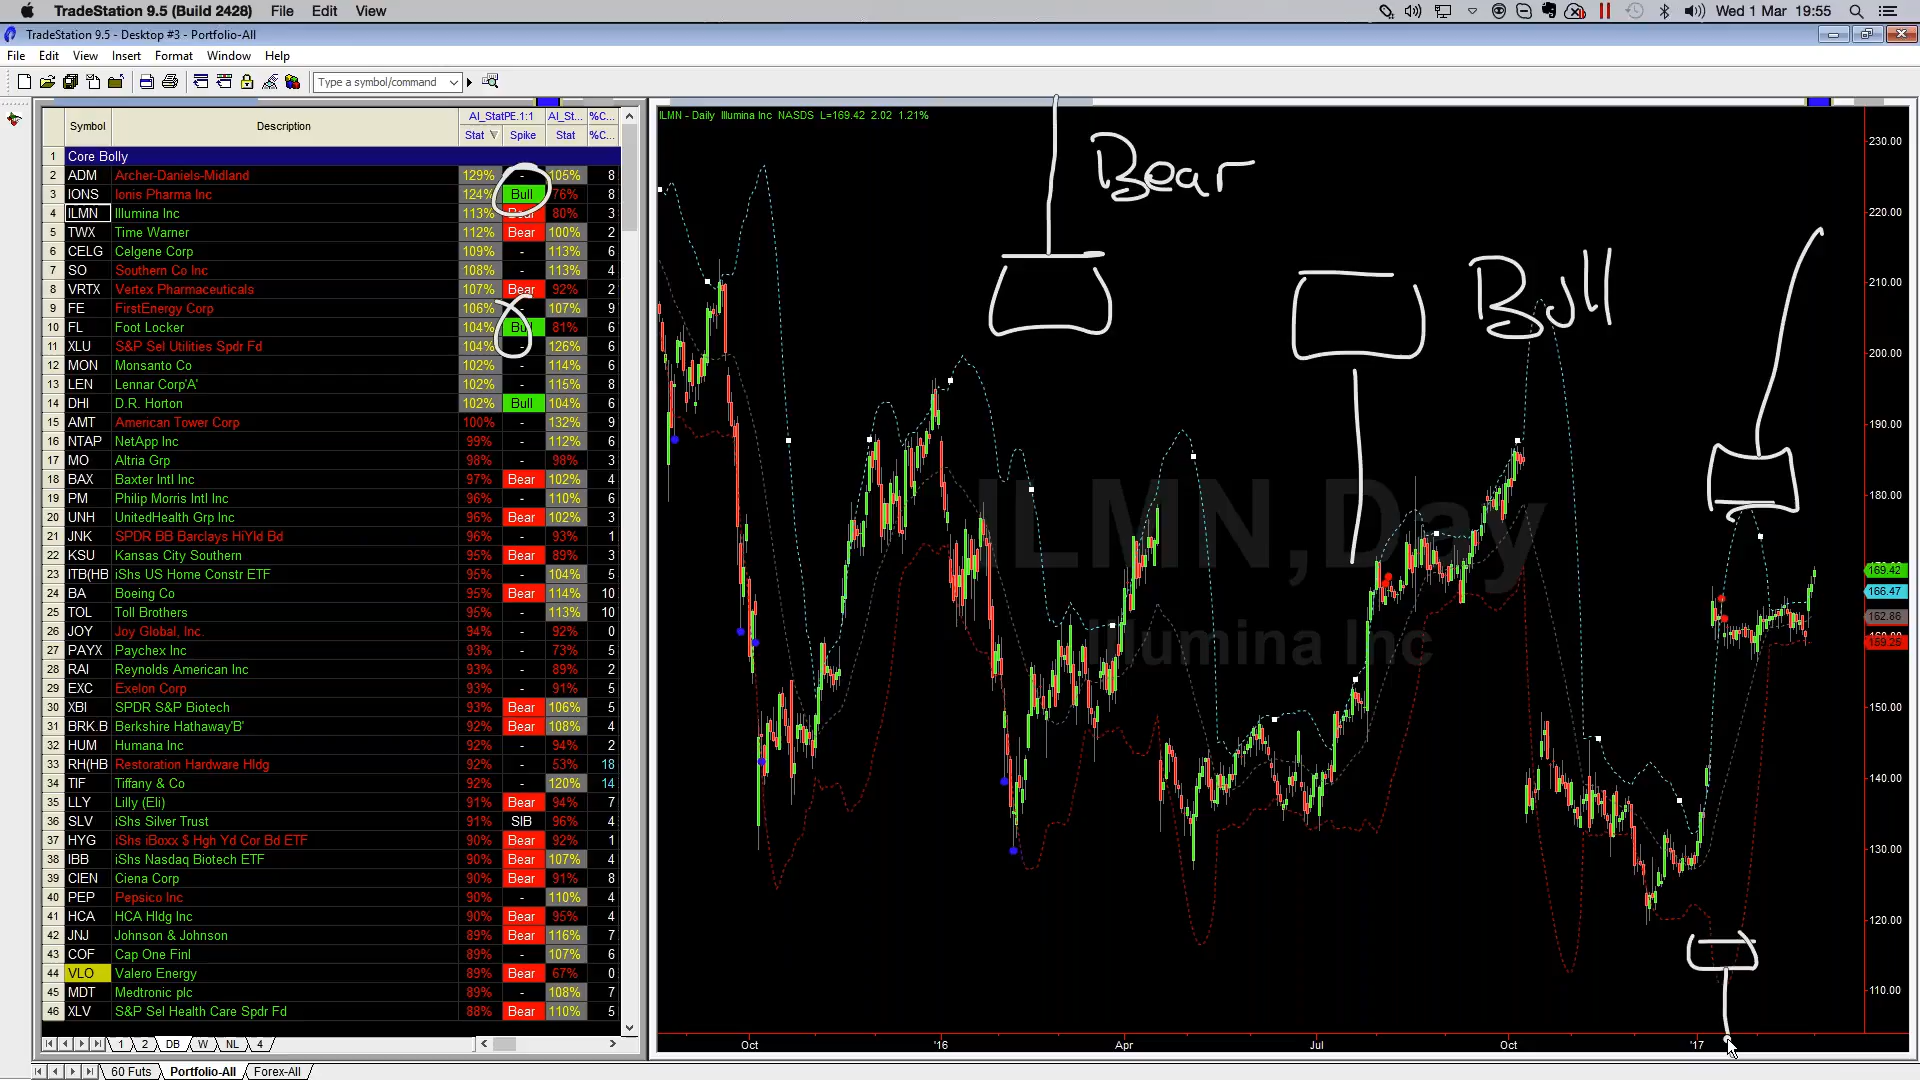 TradeStation 9.5 (Build 2428) File Edit View
Wed 1 Mar 19:55
TradeStation 9.5 - Desktop #3 - Portfolio-All
File Edit View Insert Format Window Help
Type a symbol/command
Symbol Description AI_StatPE.1:1 AI_St... %C...
Stat Spike Stat %C...
1 Core Bolly
2 ADM Archer-Daniels-Midland 129% - 105% 8
3 IONS Ionis Pharma Inc 124% Bull 76% 8
4 ILMN Illumina Inc 113% Bear 80% 3
5 TWX Time Warner 112% Bear 100% 2
6 CELG Celgene Corp 109% - 113% 6
7 SO Southern Co Inc 108% - 113% 4
8 VRTX Vertex Pharmaceuticals 107% Bear 92% 2
9 FE FirstEnergy Corp 106% - 107% 9
10 FL Foot Locker 104% Bull 81% 6
11 XLU S&P Sel Utilities Spdr Fd 104% - 126% 6
12 MON Monsanto Co 102% - 114% 6
13 LEN Lennar Corp'A' 102% - 115% 8
14 DHI D.R. Horton 102% Bull 104% 6
15 AMT American Tower Corp 100% - 132% 9
16 NTAP NetApp Inc 99% - 112% 6
17 MO Altria Grp 98% - 98% 3
18 BAX Baxter Intl Inc 97% Bear 102% 4
19 PM Philip Morris Intl Inc 96% - 110% 6
20 UNH UnitedHealth Grp Inc 96% Bear 102% 3
21 JNK SPDR BB Barclays HiYld Bd 96% - 93% 1
22 KSU Kansas City Southern 95% Bear 89% 3
23 ITB(HB iShs US Home Constr ETF 95% - 104% 5
24 BA Boeing Co 95% Bear 114% 10
25 TOL Toll Brothers 95% - 113% 10
26 JOY Joy Global, Inc. 94% - 92% 0
27 PAYX Paychex Inc 93% - 73% 5
28 RAI Reynolds American Inc 93% - 89% 2
29 EXC Exelon Corp 93% - 91% 5
30 XBI SPDR S&P Biotech 93% Bear 106% 5
31 BRK.B Berkshire Hathaway'B' 92% Bear 108% 4
32 HUM Humana Inc 92% - 94% 2
33 RH(HB Restoration Hardware Hldg 92% - 53% 18
34 TIF Tiffany & Co 92% - 120% 14
35 LLY Lilly (Eli) 91% Bear 94% 7
36 SLV iShs Silver Trust 91% SIB 96% 4
37 HYG iShs iBoxx $ Hgh Yd Cor Bd ETF 90% Bear 92% 1
38 IBB iShs Nasdaq Biotech ETF 90% Bear 107% 4
39 CIEN Ciena Corp 90% Bear 91% 8
40 PEP Pepsico Inc 90% - 110% 4
41 HCA HCA Hldg Inc 90% Bear 95% 4
42 JNJ Johnson & Johnson 89% Bear 116% 7
43 COF Cap One Finl 89% - 107% 6
44 VLO Valero Energy 89% Bear 67% 0
45 MDT Medtronic plc 89% - 108% 7
46 XLV S&P Sel Health Care Spdr Fd 88% Bear 110% 5
1 2 DB W NL 4
60 Futs Portfolio-All Forex-All
ILMN - Daily Illumina Inc NASDS L=169.42 2.02 1.21%
Bear
Bull
ILMN,Day
Illumina Inc
230.00
220.00
210.00
200.00
190.00
180.00
169.42
166.47
162.86
150.00
140.00
130.00
120.00
110.00
Oct '16 Apr Jul Oct '17